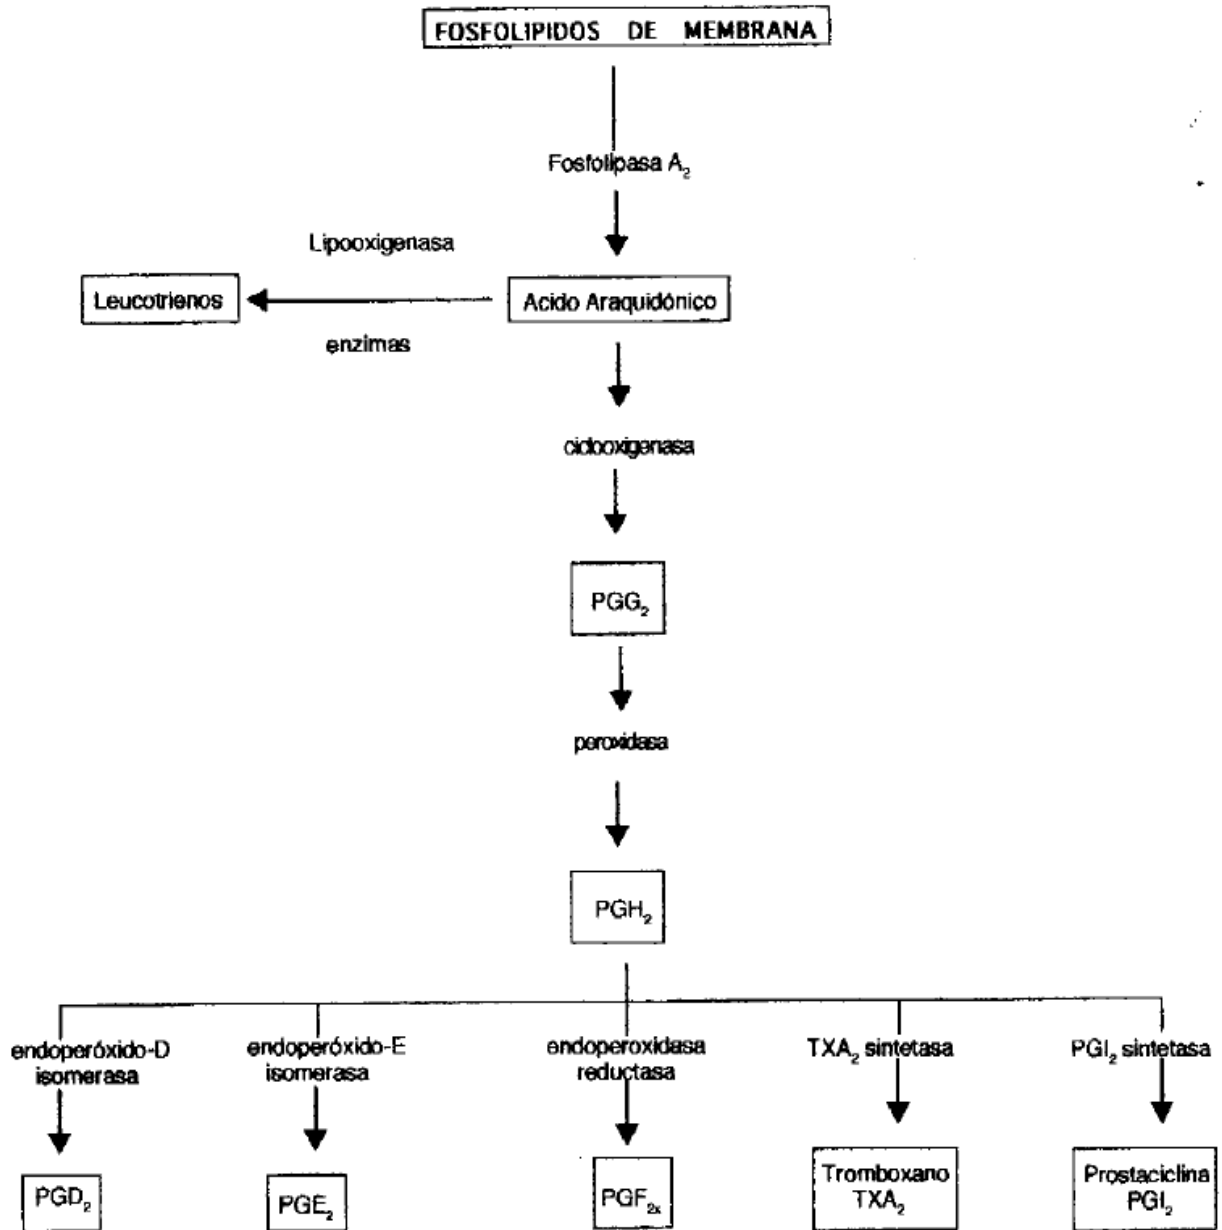 FOSFOLIPIDOS DE MEMBRANA
Fosfolipasa A₂
Lipooxigenasa
Leucotrienos
Acido Araquidónico
enzimas
ciclooxigenasa
PGG₂
peroxidasa
PGH₂
endoperóxido-D
isomerasa
endoperóxido-E
isomerasa
endoperoxidasa
reductasa
TXA₂ sintetasa
PGI₂ sintetasa
PGD₂
PGE₂
PGF₂ₓ
Tromboxano
TXA₂
Prostaciclina
PGI₂